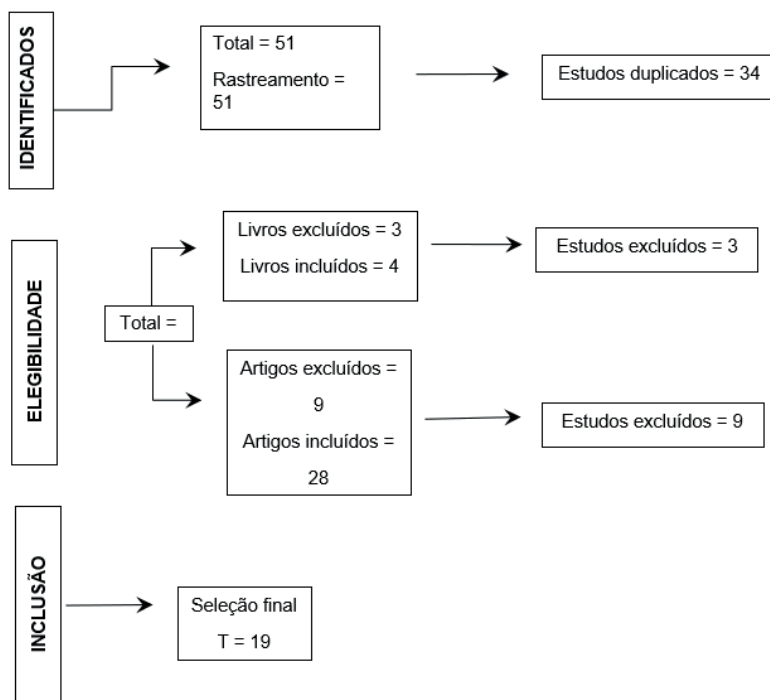 IDENTIFICADOS
Total = 51
Rastreamento =
51
Estudos duplicados = 34
ELEGIBILIDADE
Total =
Livros excluídos = 3
Livros incluídos = 4
Estudos excluídos = 3
Artigos excluídos =
9
Artigos incluídos =
28
Estudos excluídos = 9
INCLUSÃO
Seleção final
T = 19